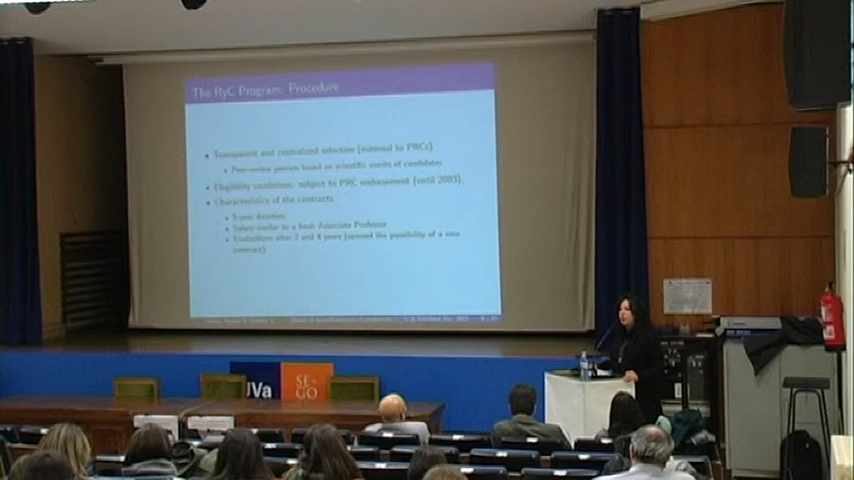 The RyC Program: Procedure
Transparent and centralized selection (external to PRCs)
Peer-review process based on scientific merits of candidates
Eligibility conditions: subject to PRC endorsement (until 2003).
Characteristics of the contracts:
5-year duration
Salary similar to a fresh Associate Professor
Evaluations after 2 and 4 years (opened the possibility of a new
contract)
UVa
SE
GO